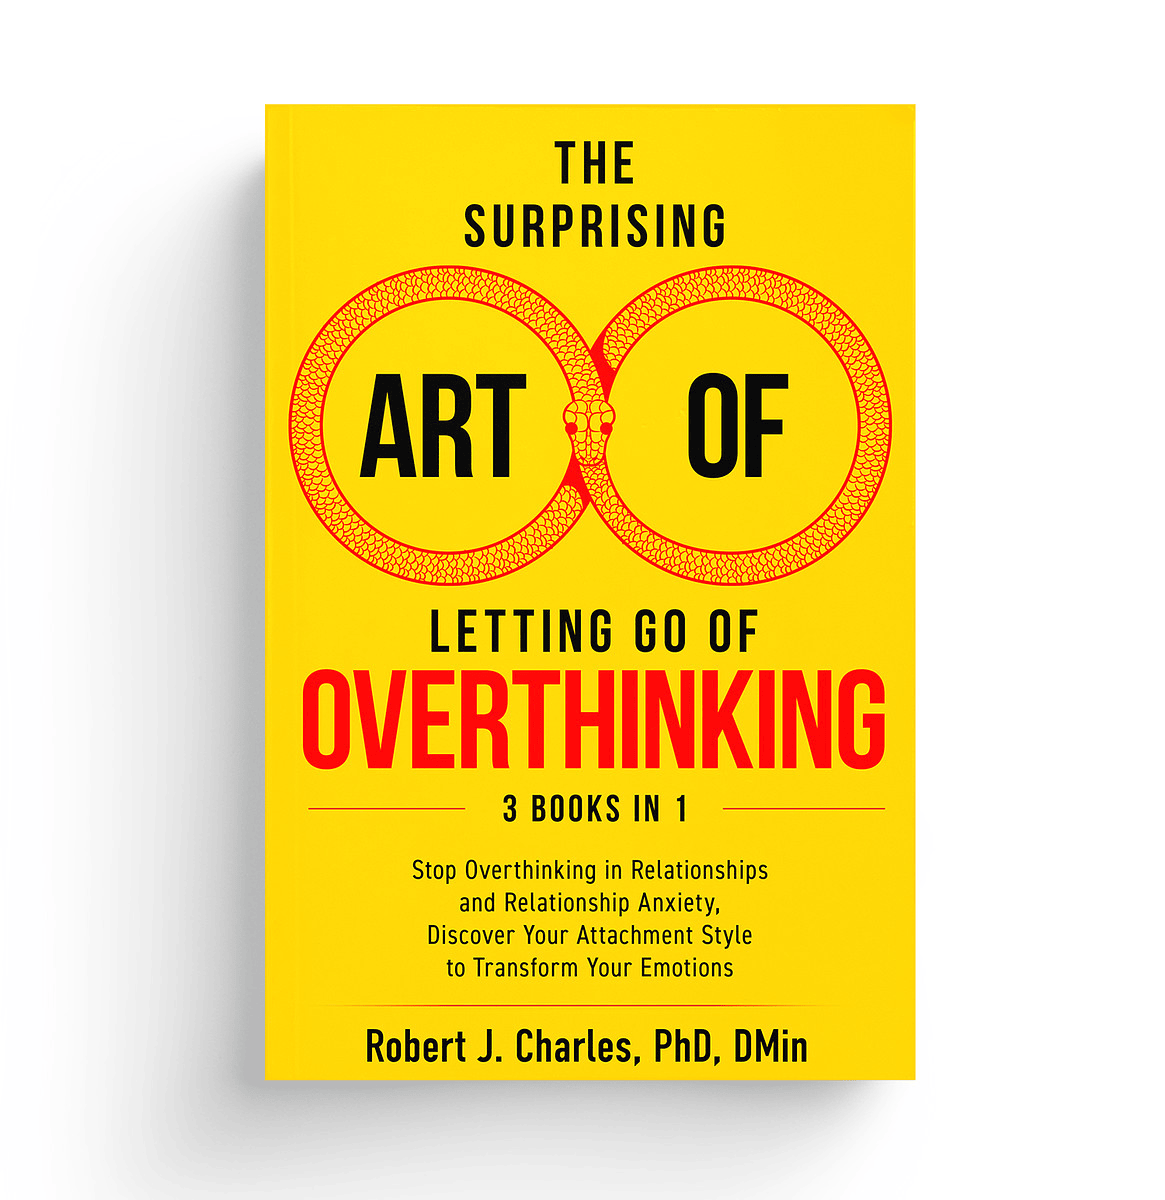 THE
SURPRISING
ART OF
LETTING GO OF
OVERTHINKING
3 BOOKS IN 1
Stop Overthinking in Relationships
and Relationship Anxiety,
Discover Your Attachment Style
to Transform Your Emotions
Robert J. Charles, PhD, DMin